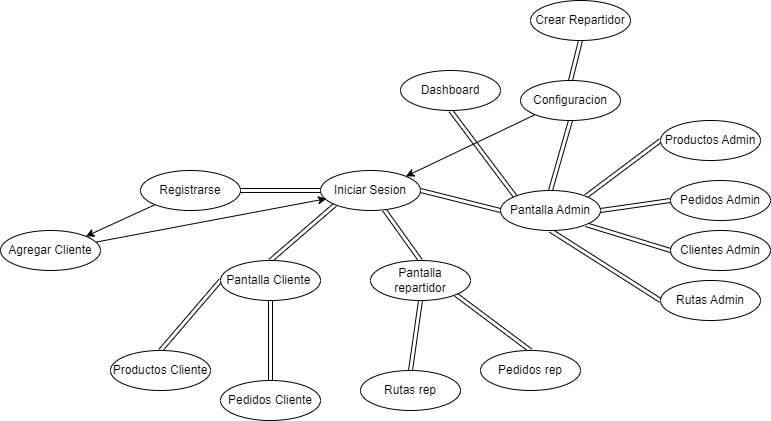 Crear Repartidor
Dashboard
Configuracion
Productos Admin
Registrarse
Iniciar Sesion
Pantalla Admin
Pedidos Admin
Agregar Cliente
Clientes Admin
Pantalla Cliente
Pantalla
repartidor
Rutas Admin
Productos Cliente
Pedidos rep
Rutas rep
Pedidos Cliente